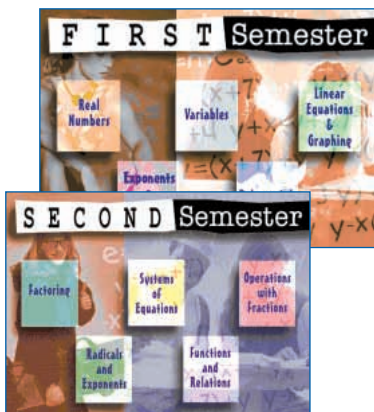 FIRST Semester
Real
Numbers
Variables
Linear
Equations
&
Graphing
Exponents
=(x+7)
y-x
SECOND Semester
Factoring
Systems
of
Equations
Operations
with
Fractions
Radicals
and
Exponents
Functions
and
Relations